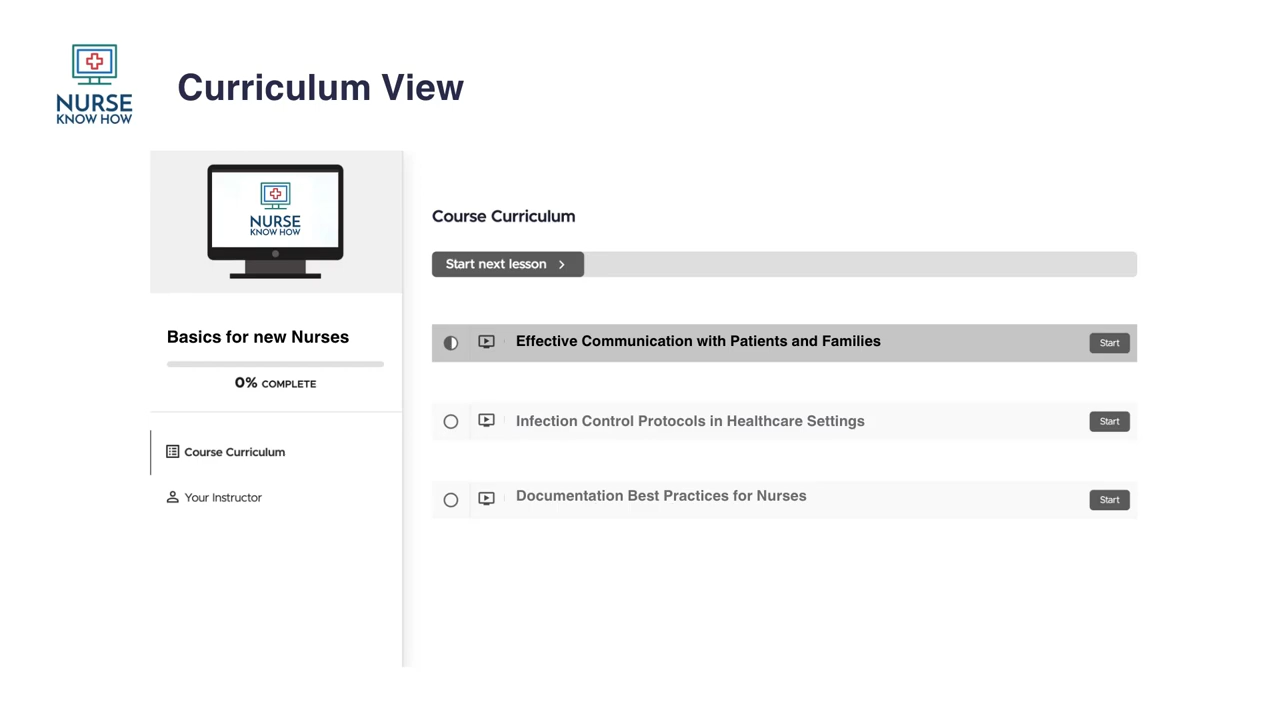 NURSE
KNOW HOW
Curriculum View
NURSE
KNOW HOW
Basics for new Nurses
0% COMPLETE
Course Curriculum
Your Instructor
Course Curriculum
Start next lesson >
Effective Communication with Patients and Families
Start
Infection Control Protocols in Healthcare Settings
Start
Documentation Best Practices for Nurses
Start